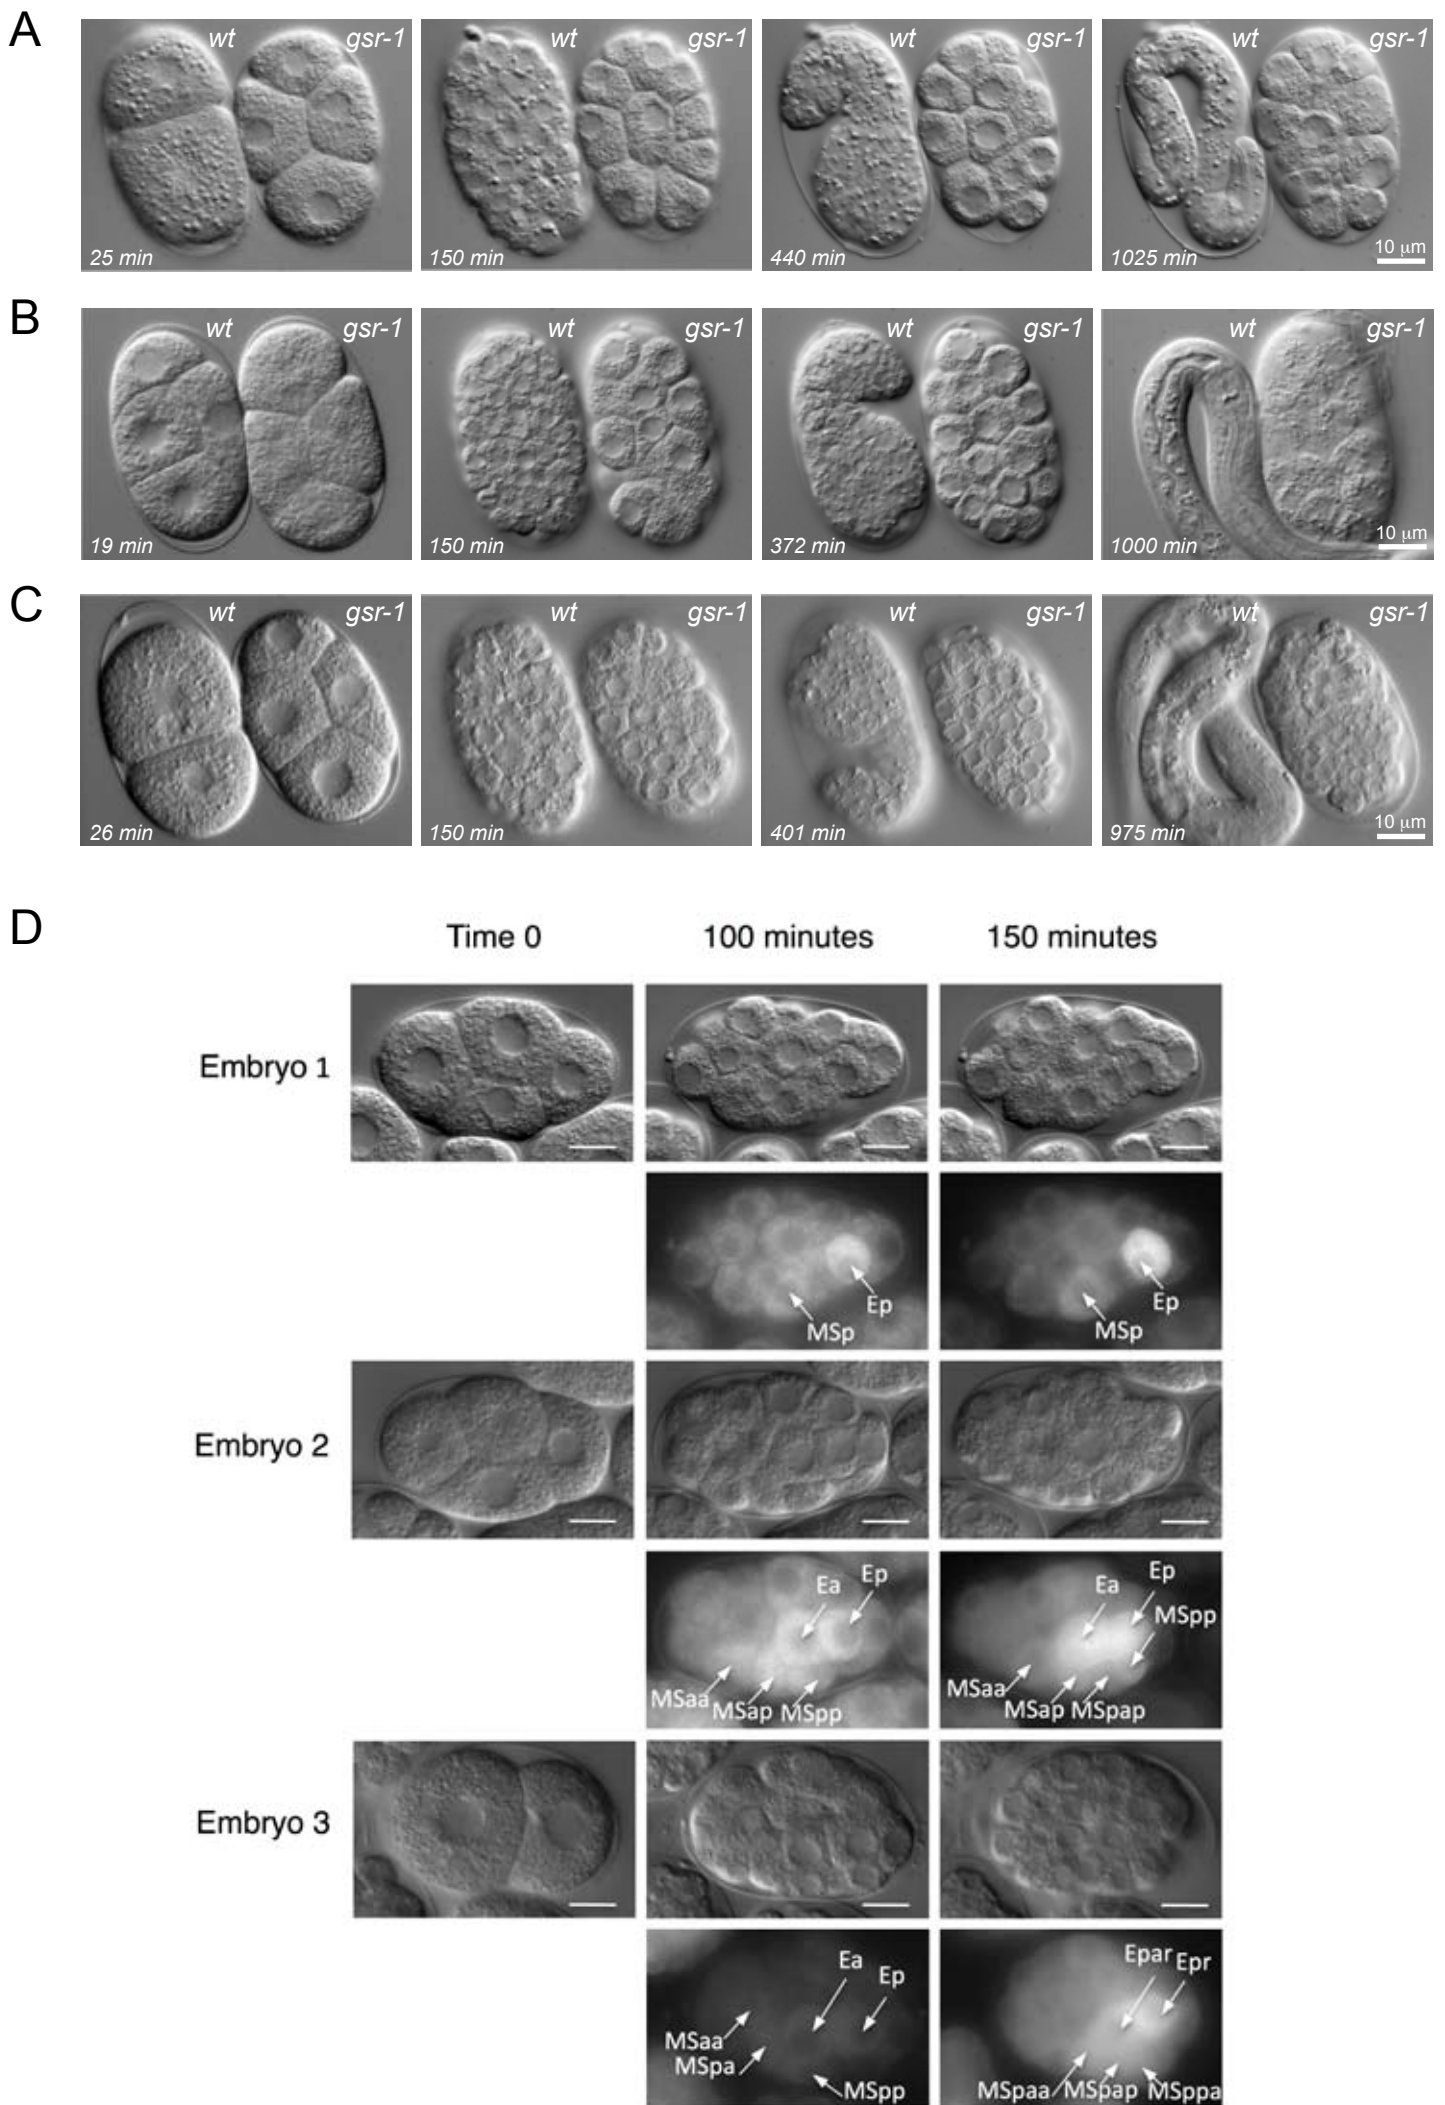 A
wt gsr-1 wt gsr-1 wt gsr-1 wt gsr-1
25 min 150 min 440 min 1025 min 10 μm
B
wt gsr-1 wt gsr-1 wt gsr-1 wt gsr-1
19 min 150 min 372 min 1000 min 10 μm
C
wt gsr-1 wt gsr-1 wt gsr-1 wt gsr-1
26 min 150 min 401 min 975 min 10 μm
D
Time 0 100 minutes 150 minutes
Embryo 1
Ep Ep
MSp MSp
Embryo 2
Ea Ep Ea Ep
MSpp
MSaa MSap MSpp MSaa MSap MSpap
Embryo 3
Ea Ep Epar Epr
MSaa
MSpa
MSpp MSpaa MSpap MSppa